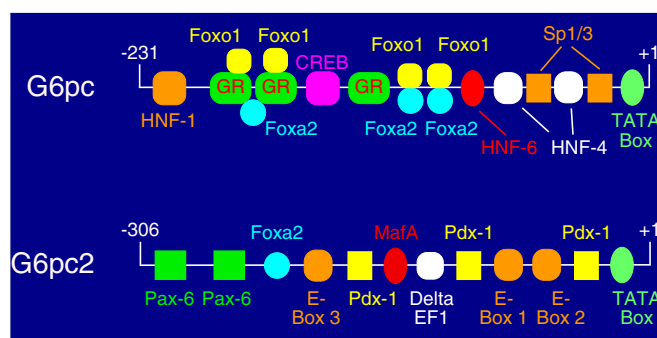 Sp1/3
Foxo1 Foxo1 Foxo1 Foxo1
-231 CREB +1
G6pc GR GR GR
HNF-1 Foxa2 Foxa2 Foxa2 HNF-6 HNF-4 TATA
Box
-306 Foxa2 MafA Pdx-1 Pdx-1 +1
G6pc2
Pax-6 Pax-6 E-
Box 3 Pdx-1 Delta
EF1 E-
Box 1 E-
Box 2 TATA
Box